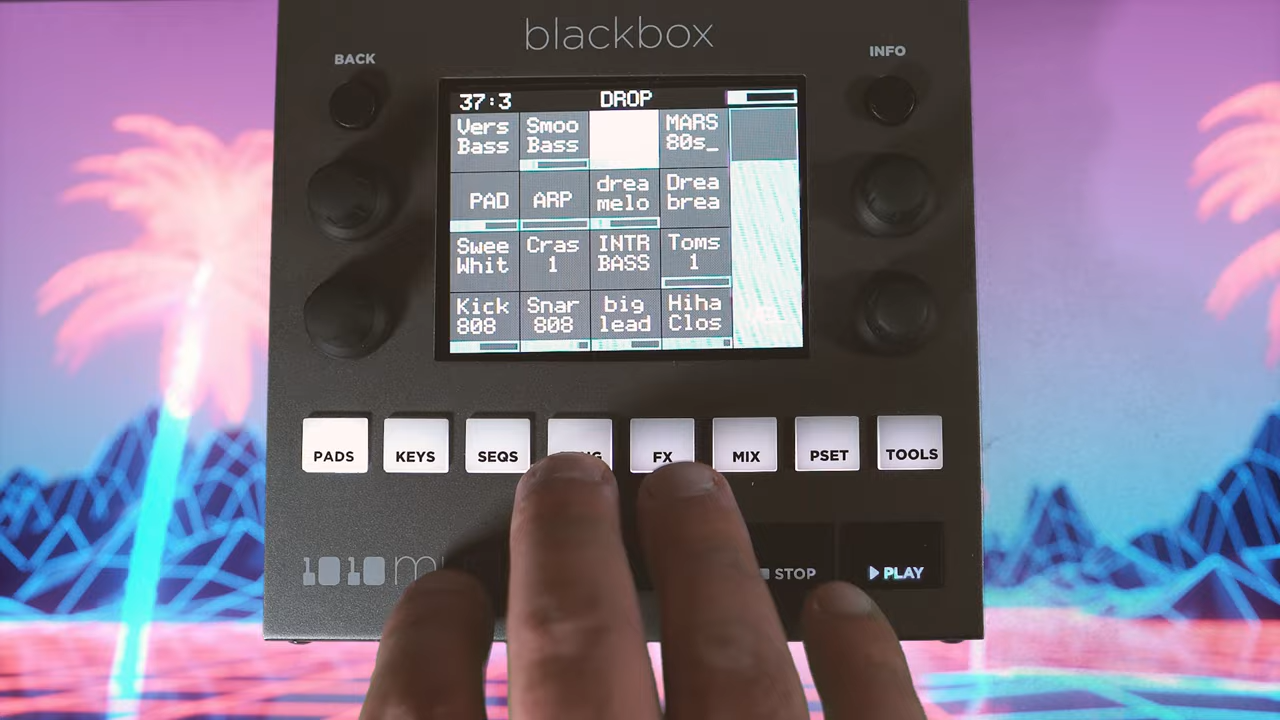 blackbox
BACK
INFO
37:3 DROP
Vers Bass
Smoo Bass
MARS 80s_
PAD
ARP
drea melo
Drea brea
Swee Whit
Cras 1
INTR BASS
Toms 1
Kick 808
Snar 808
big lead
Hiha Clos
PADS KEYS SEQS FX MIX PSET TOOLS
1010
STOP PLAY